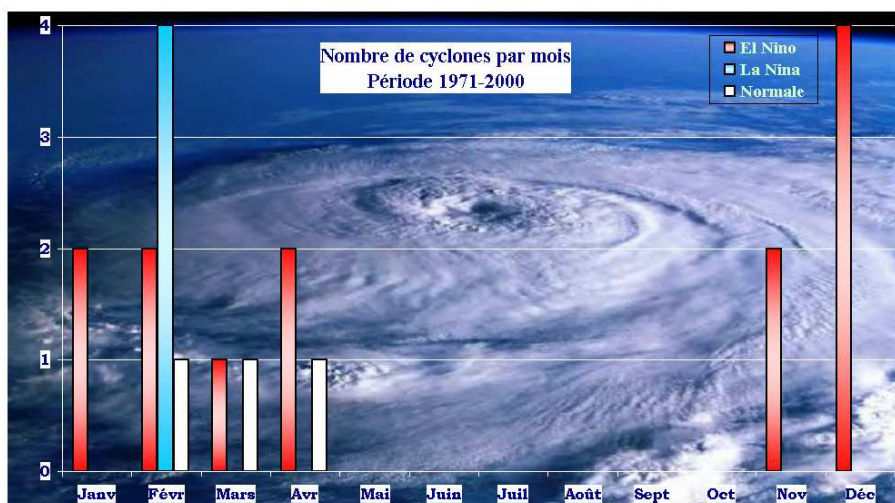 Nombre de cyclones par mois
Période 1971-2000
El Nino
La Nina
Normale
4
3
2
1
0
Janv Févr Mars Avr Mai Juin Juil Août Sept Oct Nov Déc